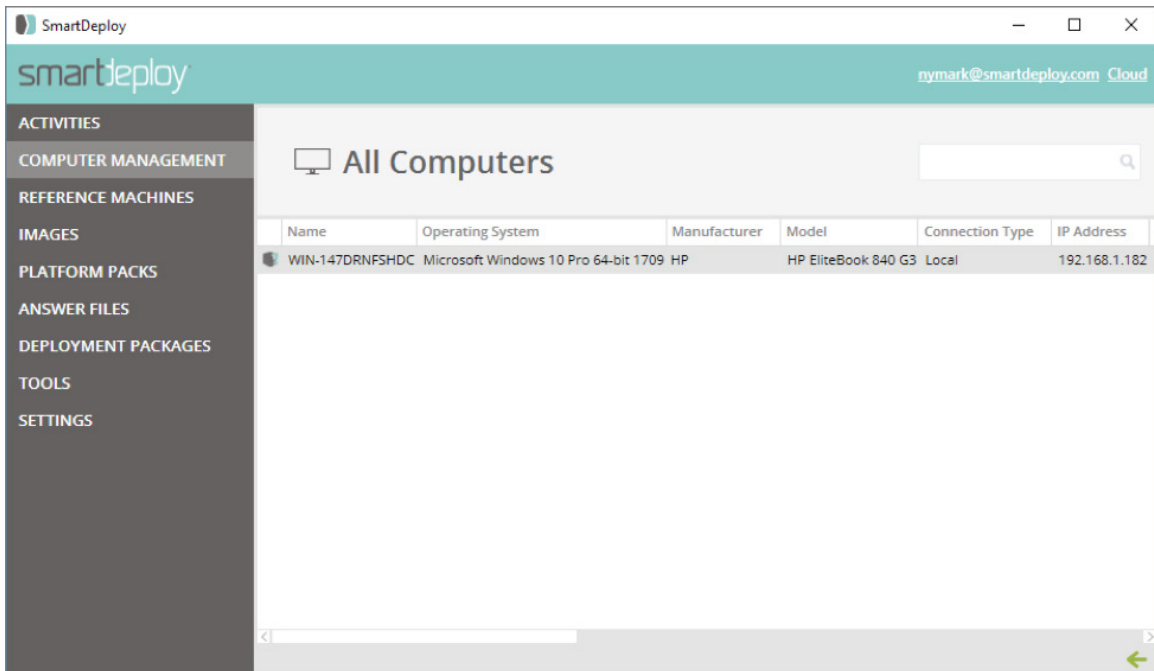 SmartDeploy
smartdeploy
nymark@smartdeploy.com Cloud
ACTIVITIES
COMPUTER MANAGEMENT
REFERENCE MACHINES
IMAGES
PLATFORM PACKS
ANSWER FILES
DEPLOYMENT PACKAGES
TOOLS
SETTINGS
All Computers
Name Operating System Manufacturer Model Connection Type IP Address
WIN-147DRNFSHDC Microsoft Windows 10 Pro 64-bit 1709 HP HP EliteBook 840 G3 Local 192.168.1.182